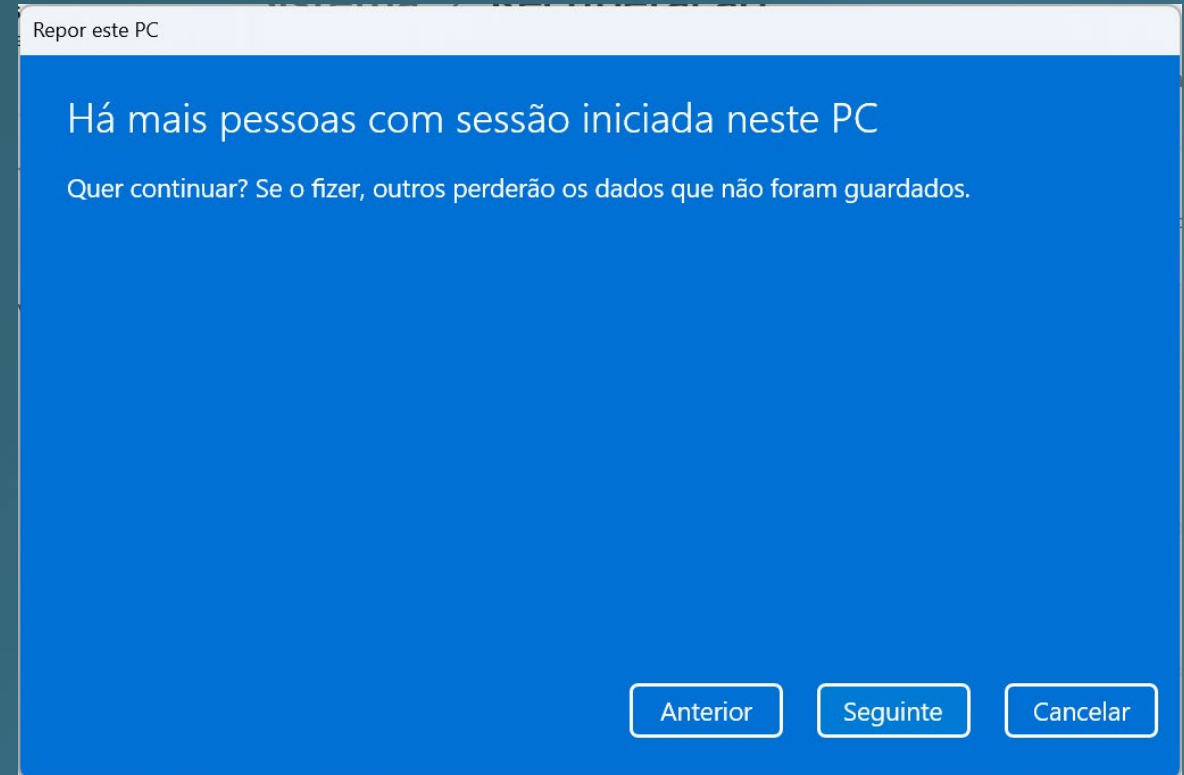 Repor este PC
Há mais pessoas com sessão iniciada neste PC
Quer continuar? Se o fizer, outros perderão os dados que não foram guardados.
Anterior
Seguinte
Cancelar